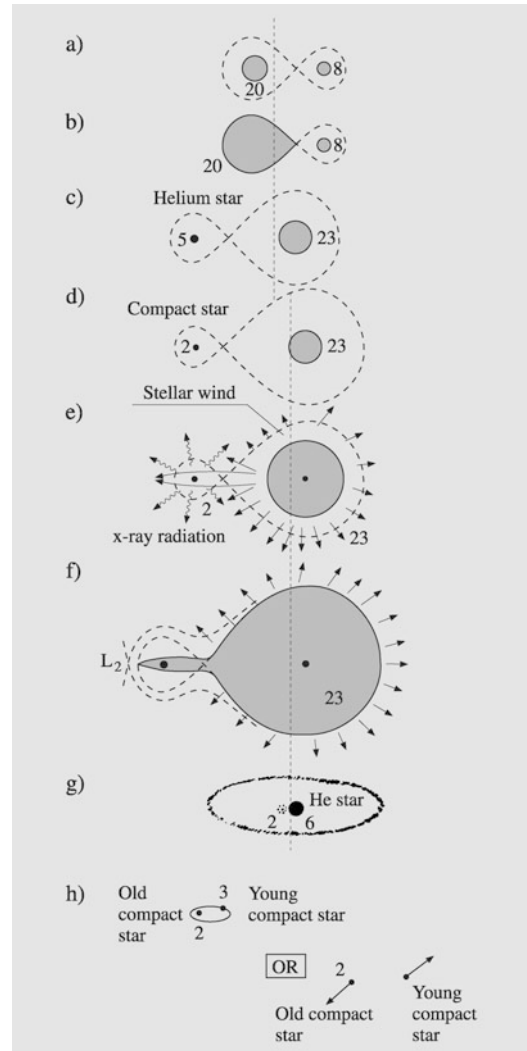 a)
20
8
b)
20
8
c)
Helium star
5
23
d)
Compact star
2
23
e)
Stellar wind
2
x-ray radiation
23
f)
L2
23
g)
He star
2
6
h)
Old
compact
star
2
3
Young
compact star
OR
2
Old compact
star
Young
compact
star